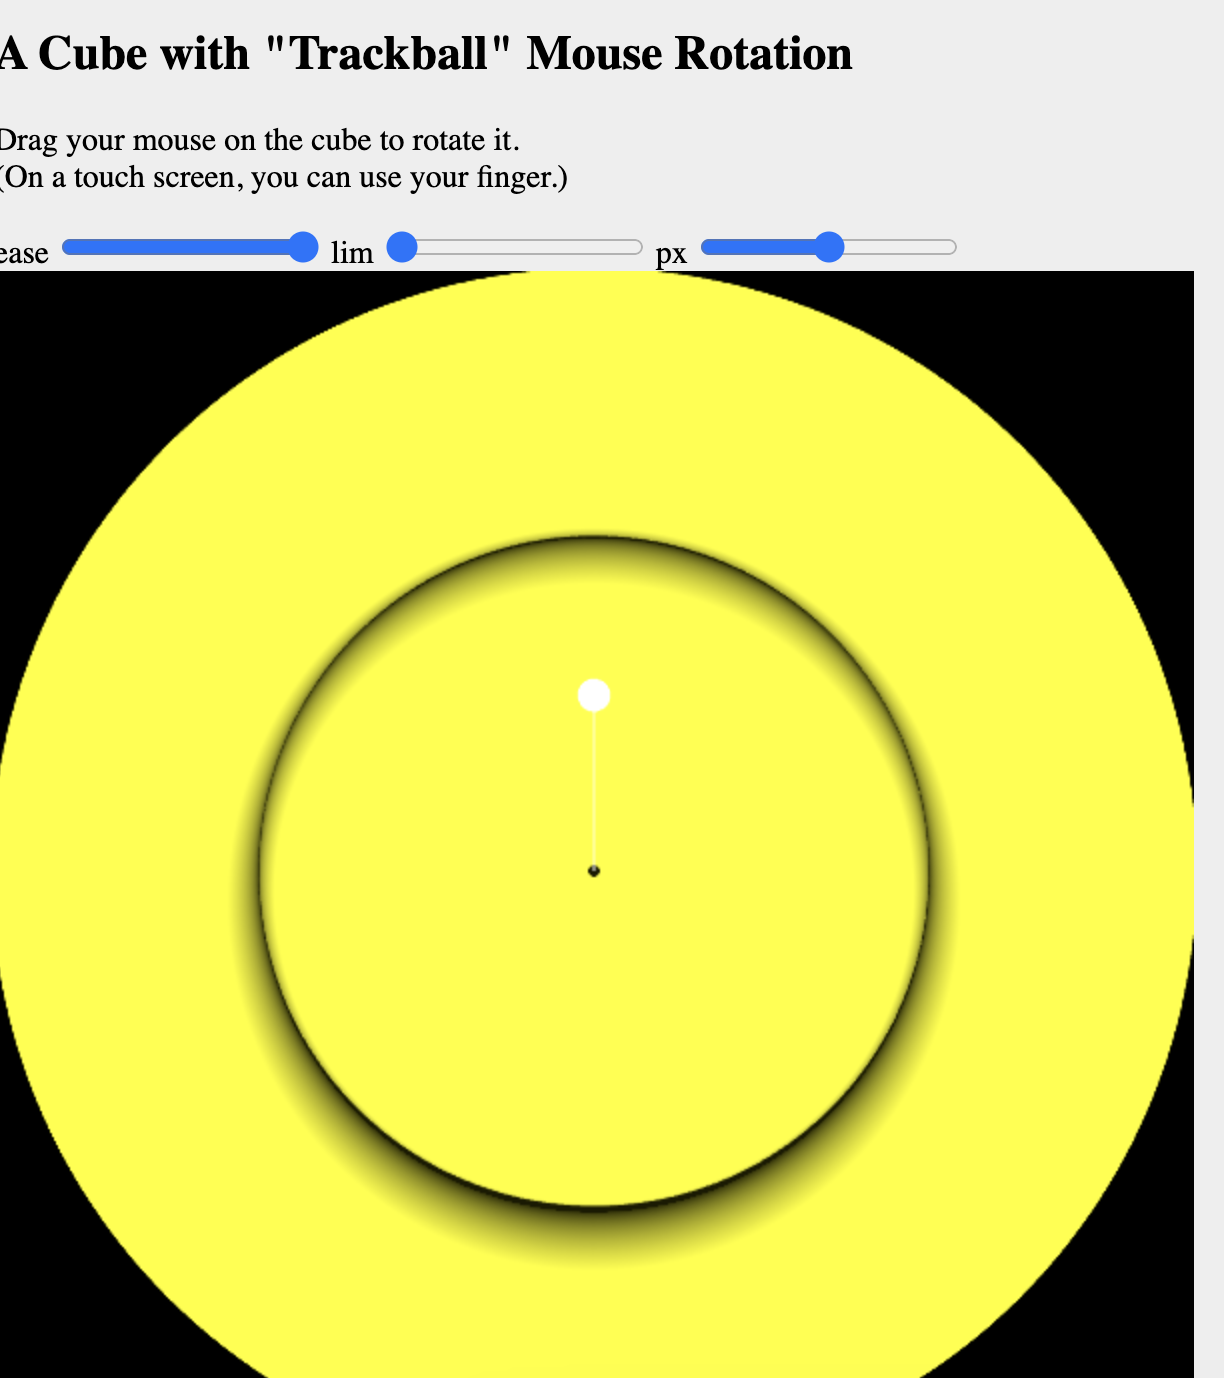 A Cube with "Trackball" Mouse Rotation
Drag your mouse on the cube to rotate it.
(On a touch screen, you can use your finger.)
ease lim px